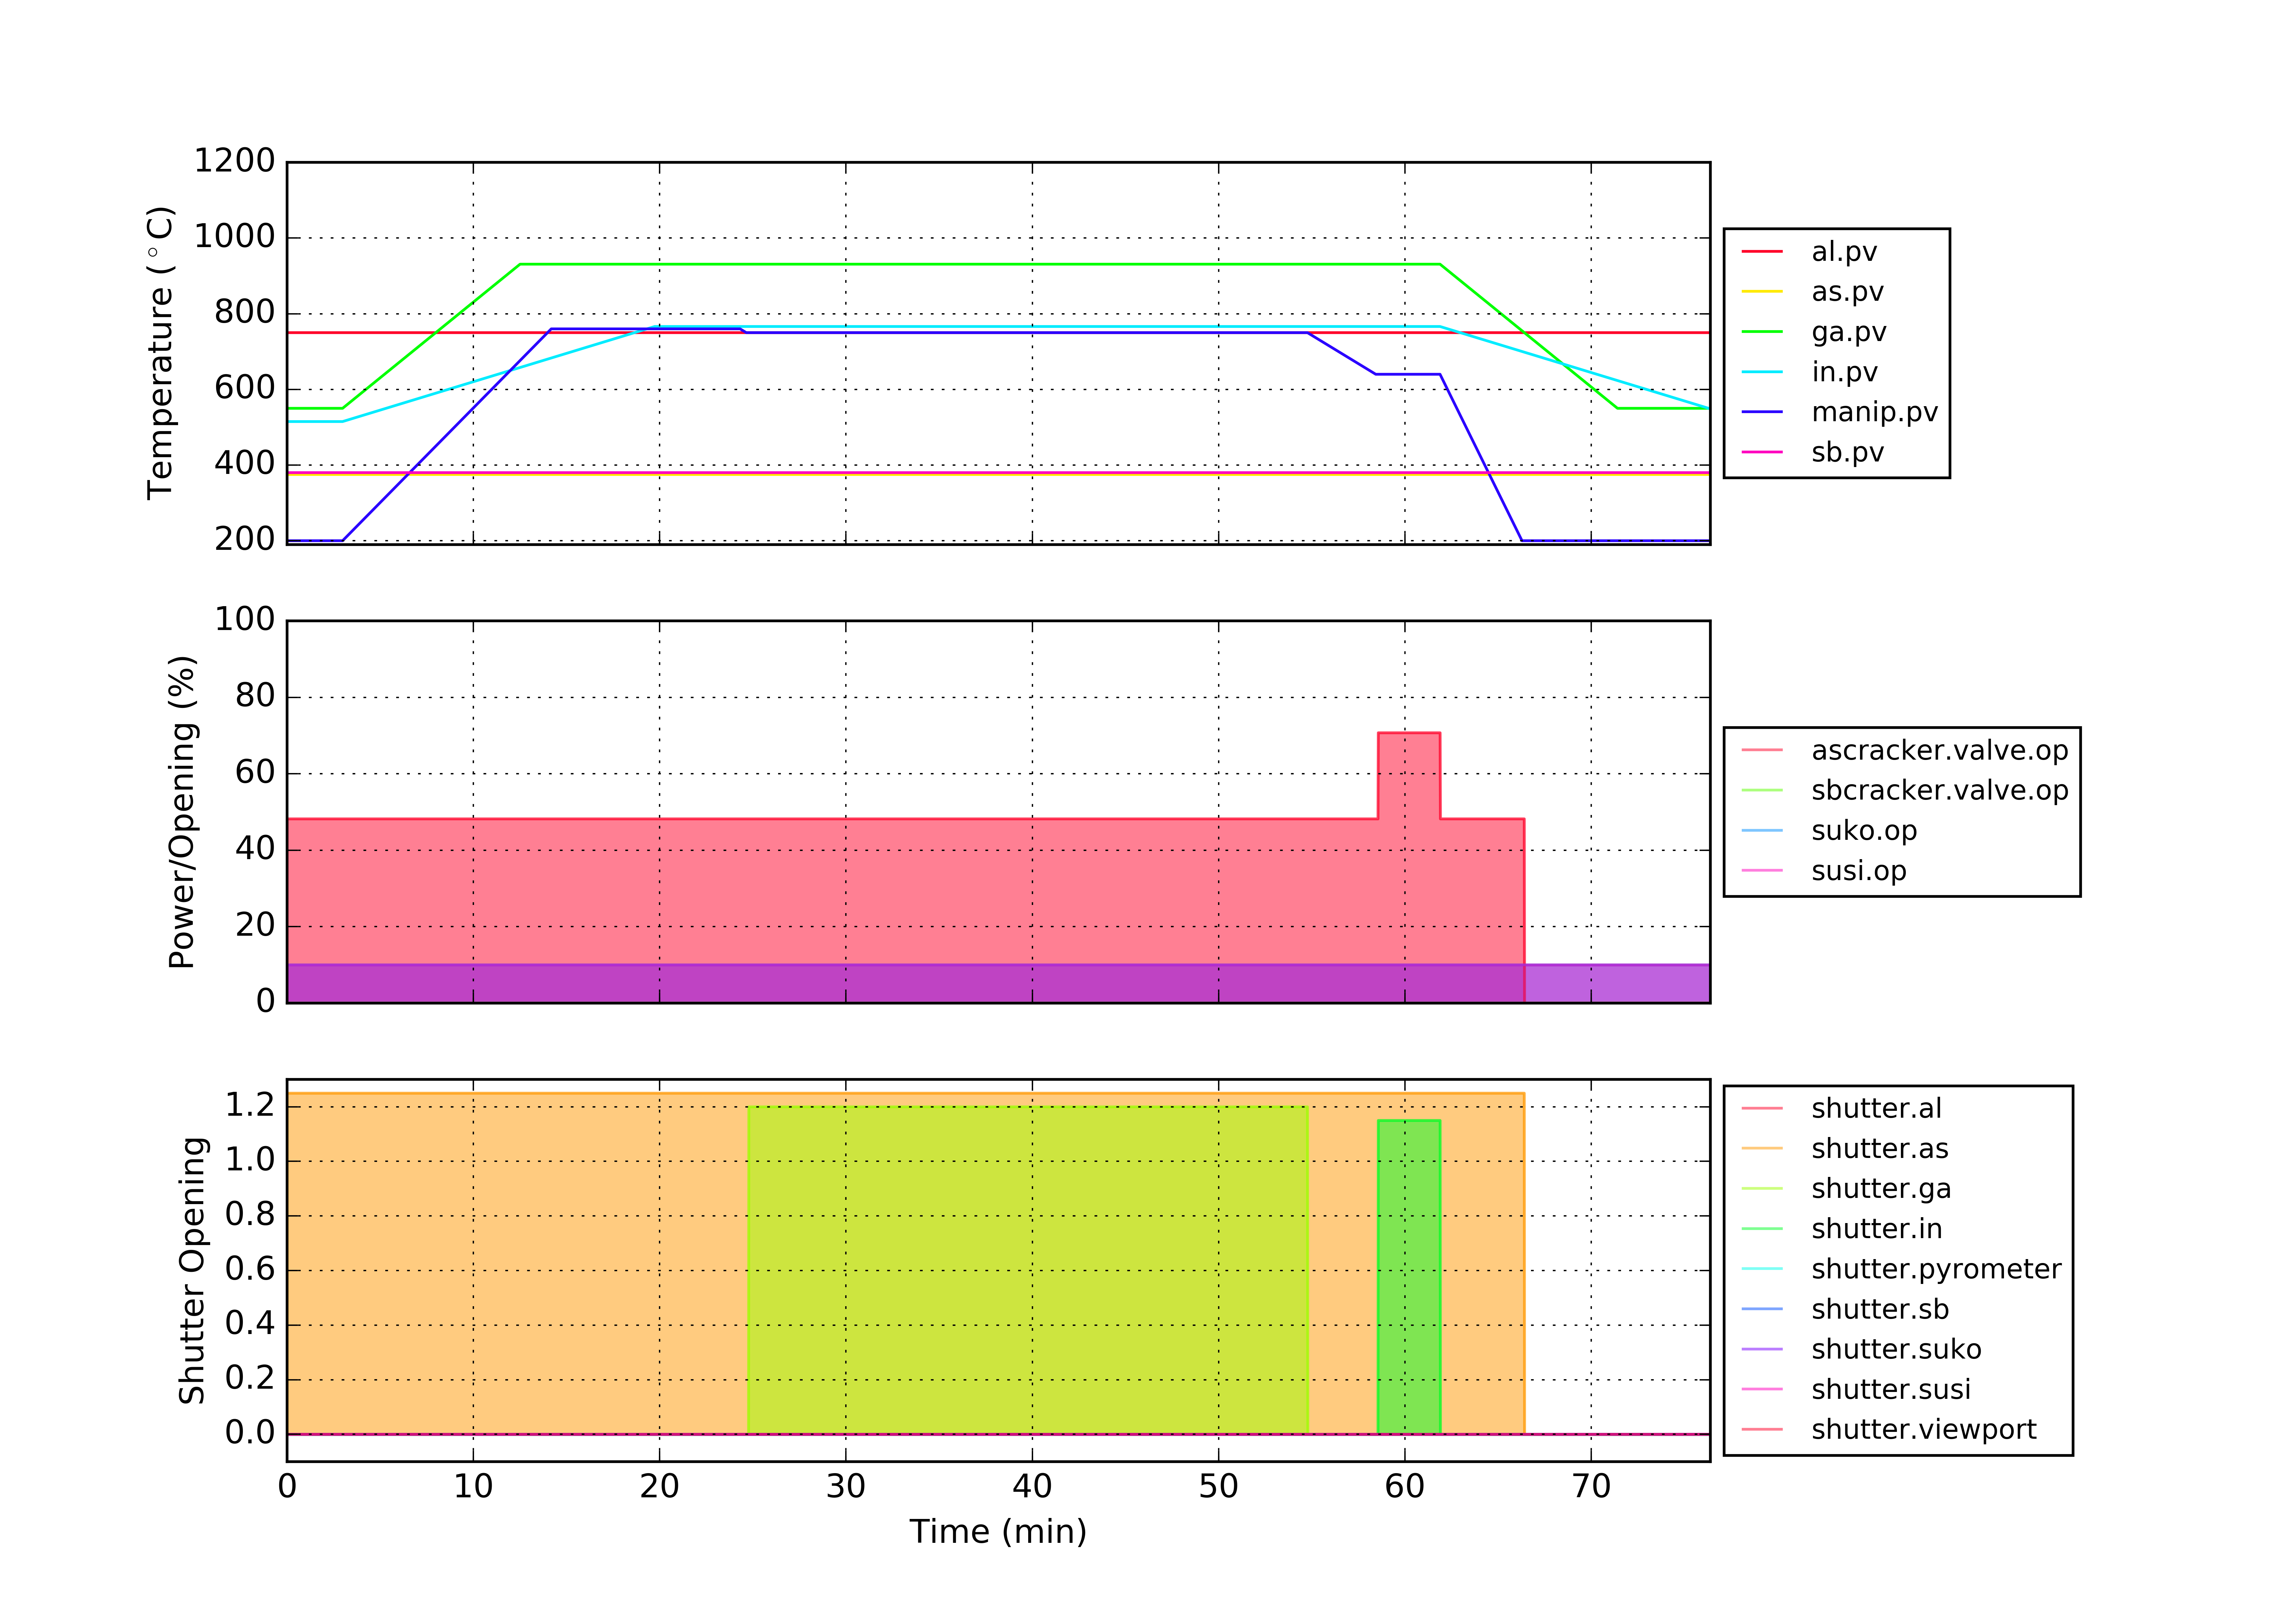 1200
1000
800
600
400
200
Temperature (°C)
al.pv
as.pv
ga.pv
in.pv
manip.pv
sb.pv
100
80
60
40
20
0
Power/Opening (%)
ascracker.valve.op
sbcracker.valve.op
suko.op
susi.op
1.2
1.0
0.8
0.6
0.4
0.2
0.0
Shutter Opening
shutter.al
shutter.as
shutter.ga
shutter.in
shutter.pyrometer
shutter.sb
shutter.suko
shutter.susi
shutter.viewport
0 10 20 30 40 50 60 70
Time (min)